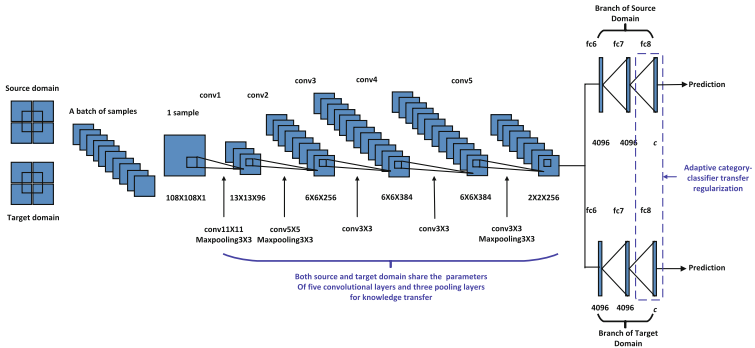 Branch of Source
Domain
fc6 fc7 fc8
Source domain
A batch of samples
1 sample
conv1 conv2 conv3 conv4 conv5
Prediction
4096 4096 c
Target domain
108X108X1 13X13X96 6X6X256 6X6X384 6X6X384 2X2X256
Adaptive category-
classifier transfer
regularization
fc6 fc7 fc8
conv11X11 conv5X5 conv3X3 conv3X3 conv3X3
Maxpooling3X3 Maxpooling3X3 Maxpooling3X3
Both source and target domain share the parameters
Of five convolutional layers and three pooling layers
for knowledge transfer
Prediction
4096 4096 c
Branch of Target
Domain